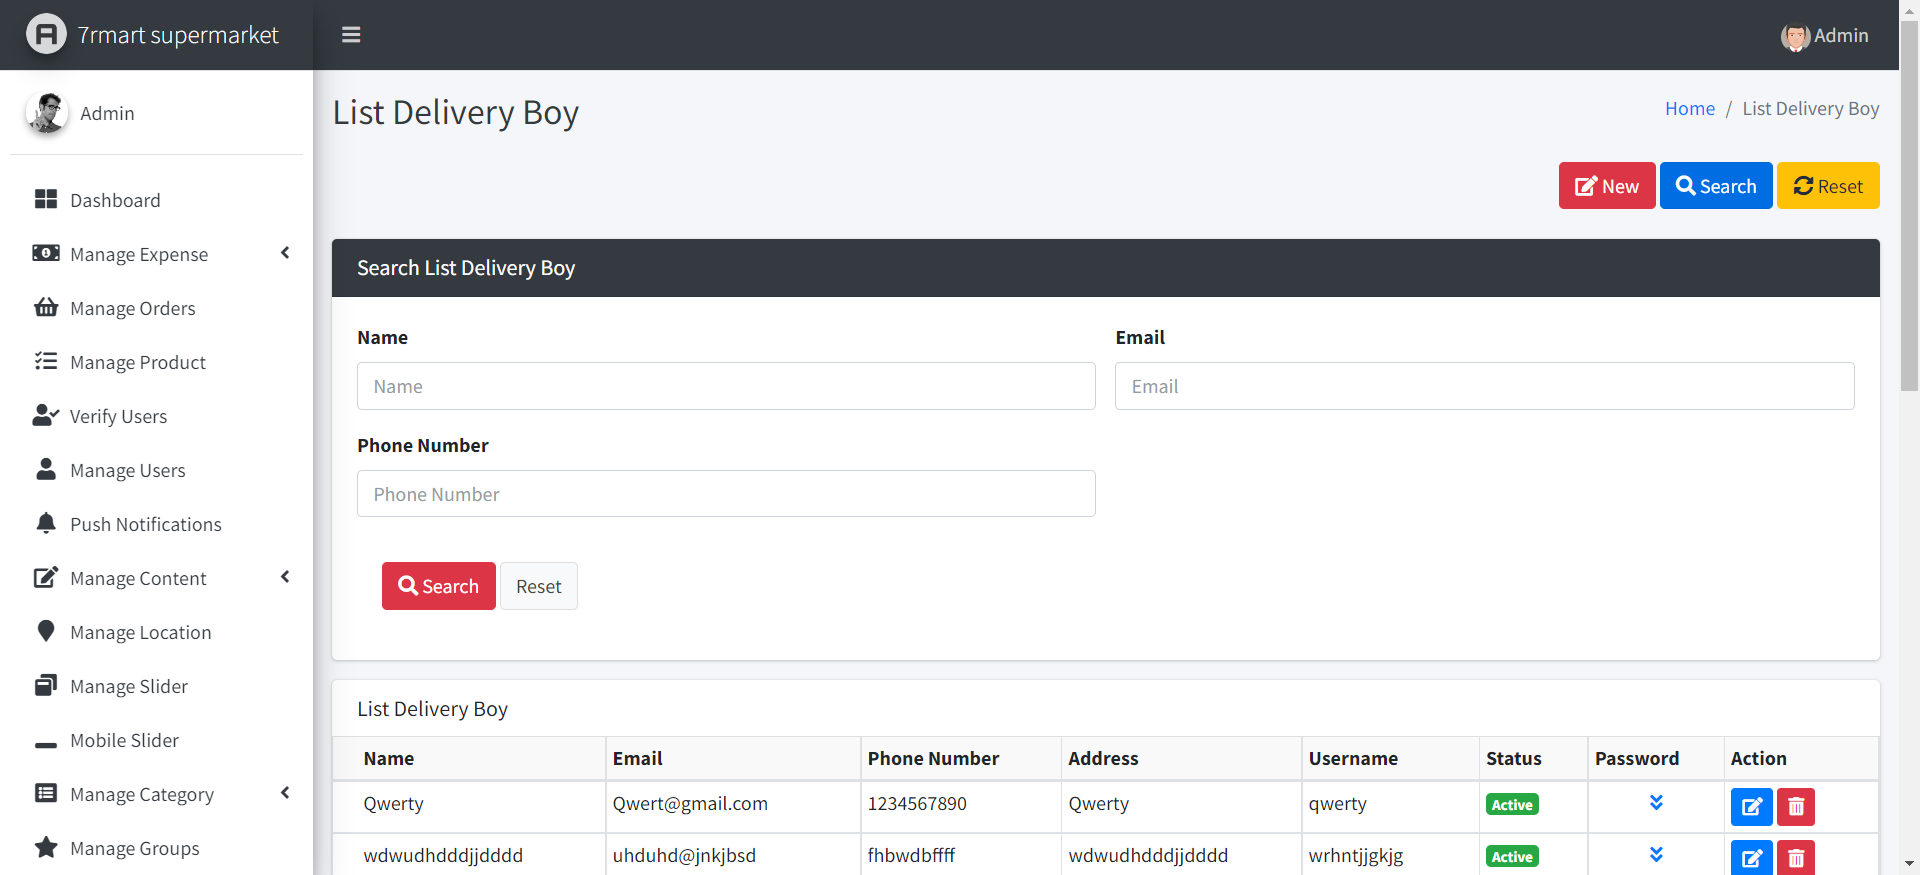 7rmart supermarket
Admin
Admin
Dashboard
Manage Expense
Manage Orders
Manage Product
Verify Users
Manage Users
Push Notifications
Manage Content
Manage Location
Manage Slider
Mobile Slider
Manage Category
Manage Groups
List Delivery Boy
Home / List Delivery Boy
New Search Reset
Search List Delivery Boy
Name Email
Name Email
Phone Number
Phone Number
Search Reset
List Delivery Boy
Name Email Phone Number Address Username Status Password Action
Qwerty Qwert@gmail.com 1234567890 Qwerty qwerty Active
wdwudhdddjjdddd uhduhd@jnkjbsd fhbwdbffff wdwudhdddjjdddd wrhntjjgkjg Active